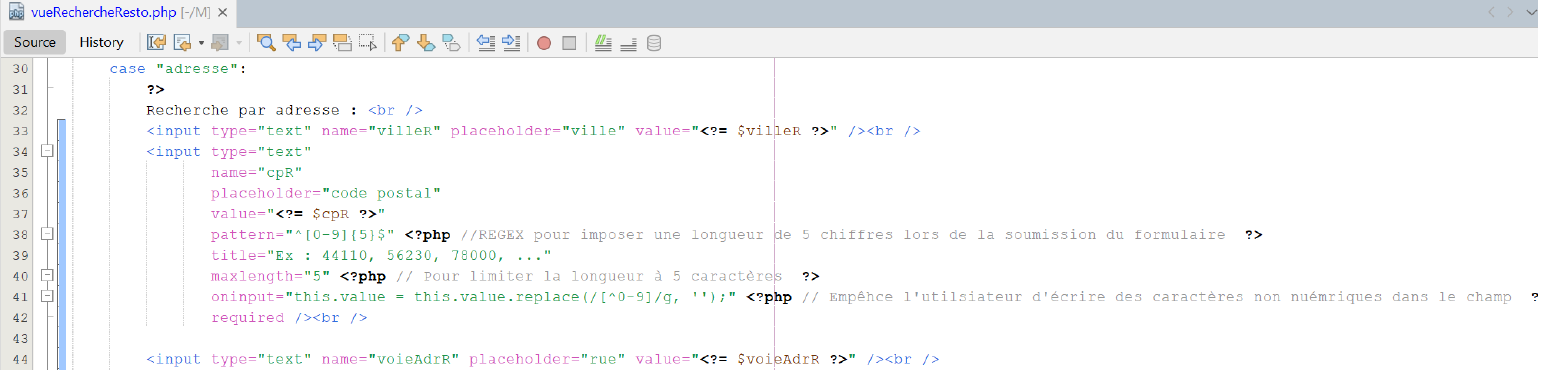 vueRechercheResto.php [-/M]
Source History
30 case "adresse":
31 ?>
32 Recherche par adresse : <br />
33 <input type="text" name="villeR" placeholder="ville" value="<?= $villeR ?>" /><br />
34 <input type="text"
35 name="cpR"
36 placeholder="code postal"
37 value="<?= $cpR ?>"
38 pattern="^[0-9]{5}$" <?php //REGEX pour imposer une longueur de 5 chiffres lors de la soumission du formulaire ?>
39 title="Ex : 44110, 56230, 78000, ..."
40 maxlength="5" <?php // Pour limiter la longueur à 5 caractères ?>
41 oninput="this.value = this.value.replace(/[^0-9]/g, '');" <?php // Empêhce l'utilsiateur d'écrire des caractères non nuémriques dans le champ ?
42 required /><br />
43
44 <input type="text" name="voieAdrR" placeholder="rue" value="<?= $voieAdrR ?>" /><br />